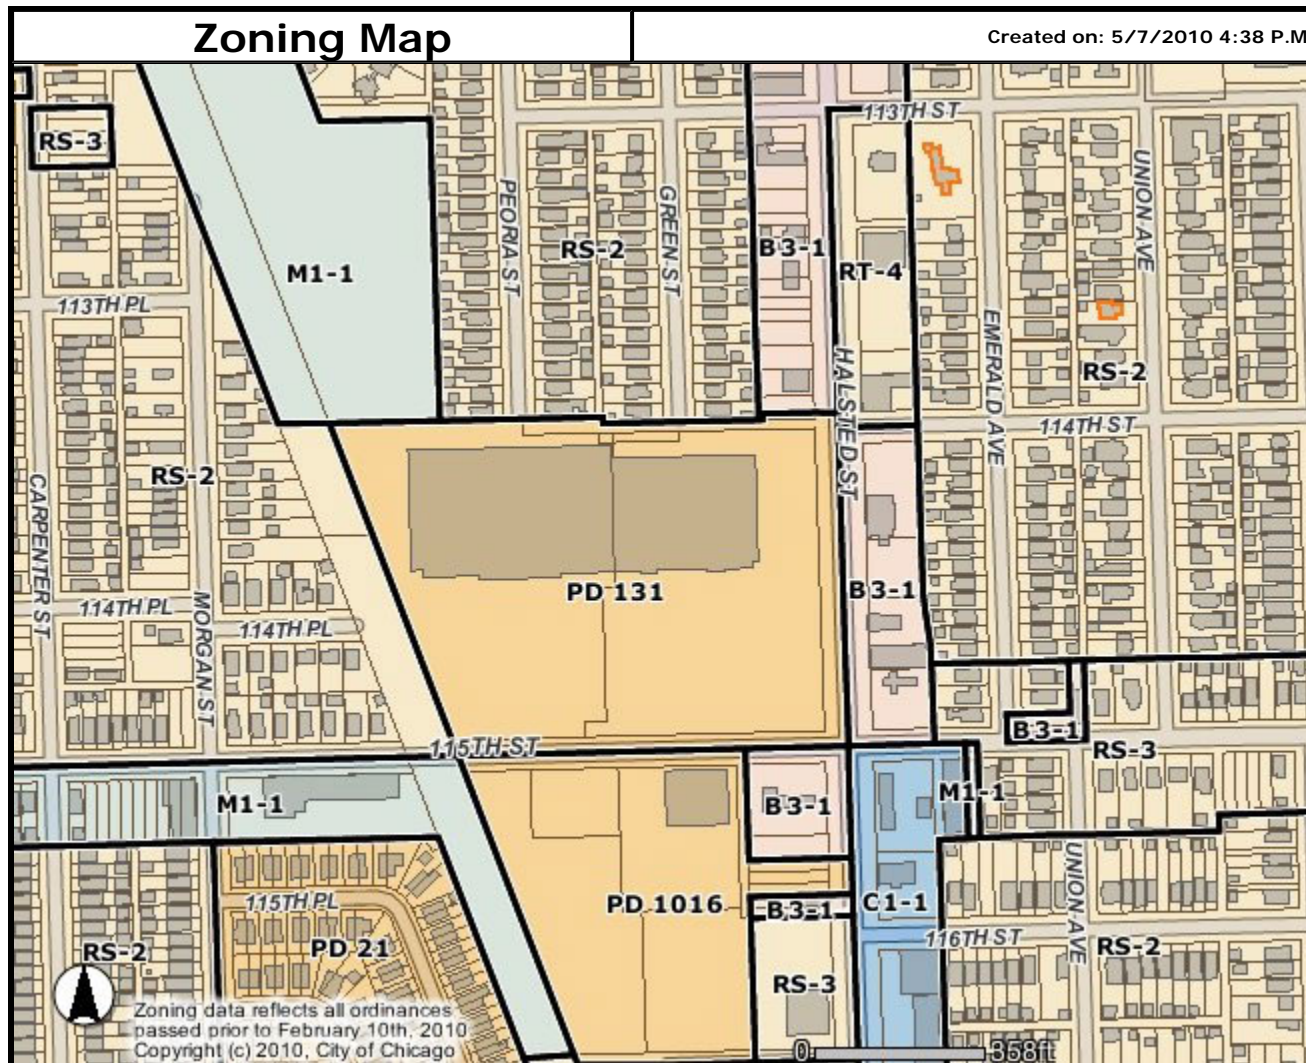 Zoning Map
Created on: 5/7/2010 4:38 P.M
113TH ST
RS-3
PEORIA ST
GREEN ST
UNION AVE
RS-2
B3-1
M1-1
RT-4
113TH PL
EMERALD AVE
HALSTED ST
RS-2
114TH ST
RS-2
CARPENTER ST
PD 131
B3-1
114TH PL
MORGAN ST
114TH PL
B3-1
115TH ST
RS-3
M1-1
B3-1
M1-1
UNION AVE
115TH PL
PD 1016
B3-1
C1-1
116TH ST
RS-2
PD 21
RS-2
RS-3
Zoning data reflects all ordinances
passed prior to February 10th, 2010
Copyright (c) 2010, City of Chicago
0 358ft